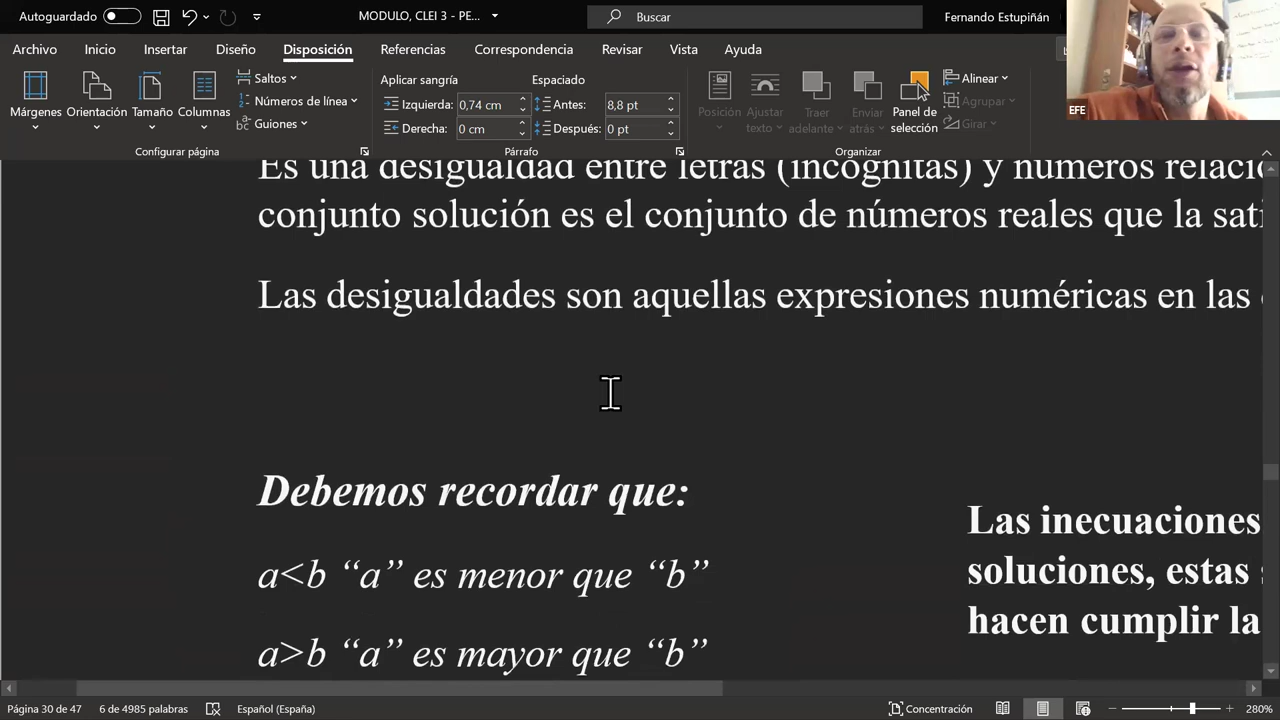 Autoguardado
MODULO, CLEI 3 - PE...
Buscar
Fernando Estupiñán
Archivo Inicio Insertar Diseño Disposición Referencias Correspondencia Revisar Vista Ayuda
Márgenes
Orientación
Tamaño
Columnas
Saltos
Números de línea
Guiones
Configurar página
Aplicar sangría
Izquierda: 0,74 cm
Derecha: 0 cm
Espaciado
Antes: 8,8 pt
Después: 0 pt
Párrafo
Posición
Ajustar texto
Traer adelante
Enviar atrás
Panel de selección
Alinear
Agrupar
Girar
Organizar
EFE
Es una desigualdad entre letras (incógnitas) y números relacio
conjunto solución es el conjunto de números reales que la sati
Las desigualdades son aquellas expresiones numéricas en las
Debemos recordar que:
a<b “a” es menor que “b”
a>b “a” es mayor que “b”
Las inecuaciones
soluciones, estas
hacen cumplir la
Página 30 de 47
6 de 4985 palabras
Español (España)
Concentración
280%